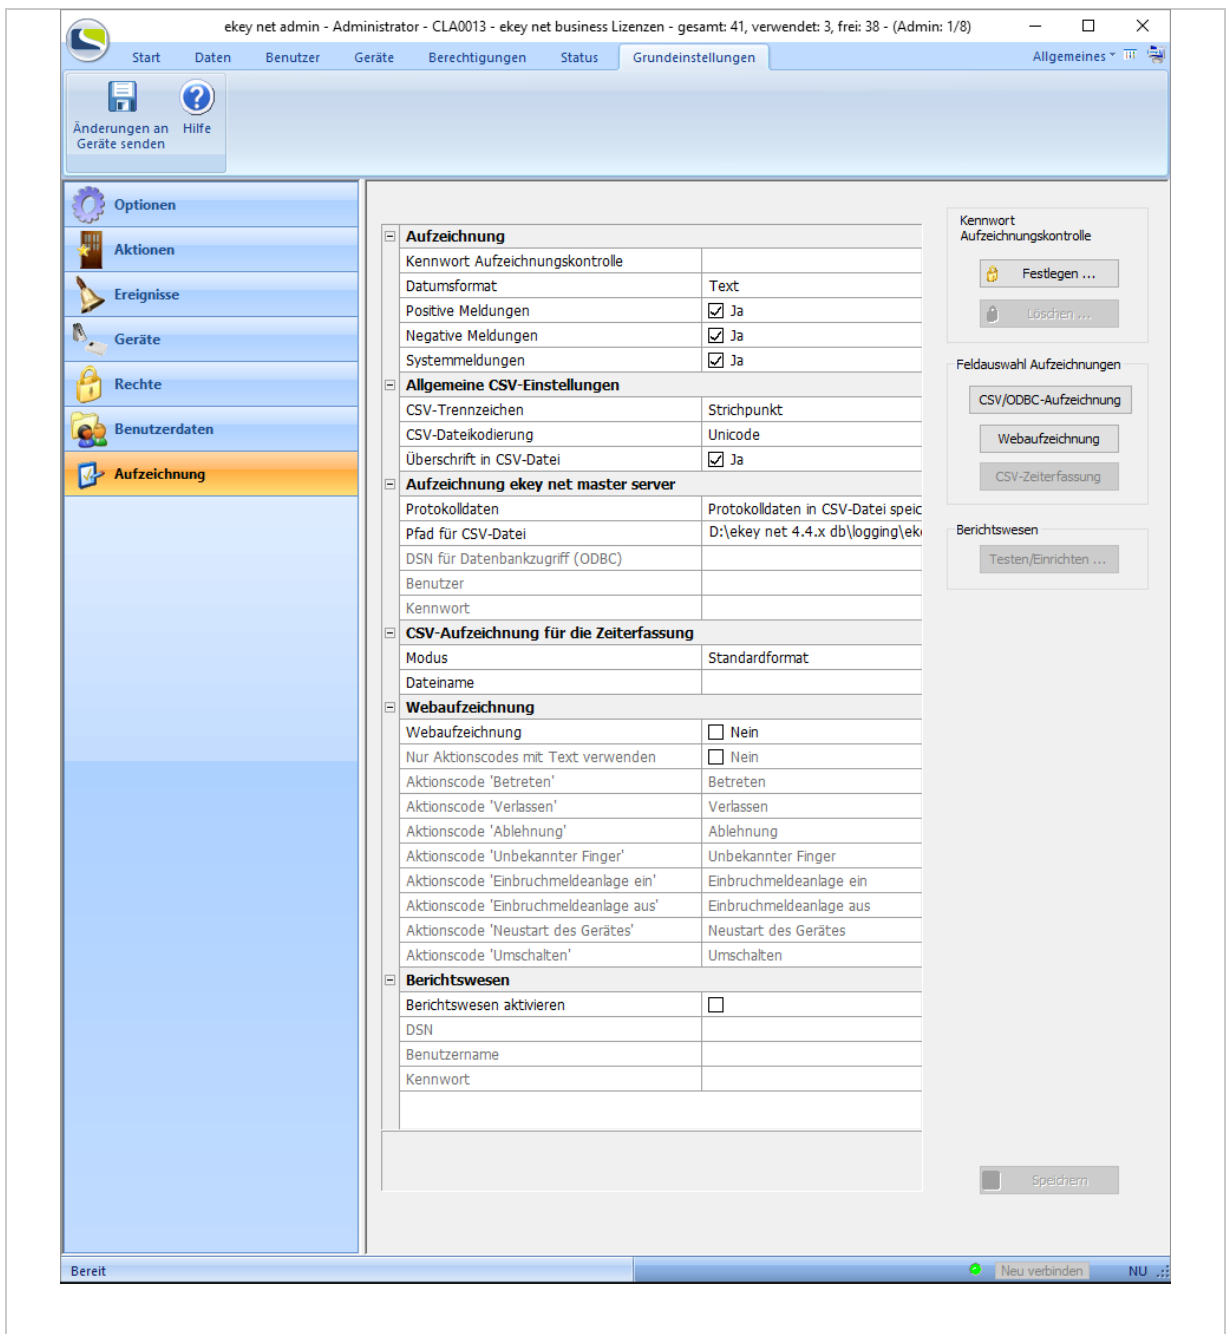 ekey net admin - Administrator - CLA0013 - ekey net business Lizenzen - gesamt: 41, verwendet: 3, frei: 38 - (Admin: 1/8)
Start Daten Benutzer Geräte Berechtigungen Status Grundeinstellungen Allgemeines
Änderungen an Geräte senden
Hilfe
Optionen
Aktionen
Ereignisse
Geräte
Rechte
Benutzerdaten
Aufzeichnung
Aufzeichnung
Kennwort Aufzeichnungskontrolle
Datumsformat Text
Positive Meldungen Ja
Negative Meldungen Ja
Systemmeldungen Ja
Allgemeine CSV-Einstellungen
CSV-Trennzeichen Strichpunkt
CSV-Dateikodierung Unicode
Überschrift in CSV-Datei Ja
Aufzeichnung ekey net master server
Protokolldaten Protokolldaten in CSV-Datei speic
Pfad für CSV-Datei D:\ekey net 4.4.x db\logging\ek
DSN für Datenbankzugriff (ODBC)
Benutzer
Kennwort
CSV-Aufzeichnung für die Zeiterfassung
Modus Standardformat
Dateiname
Webaufzeichnung
Webaufzeichnung Nein
Nur Aktionscodes mit Text verwenden Nein
Aktionscode 'Betreten' Betreten
Aktionscode 'Verlassen' Verlassen
Aktionscode 'Ablehnung' Ablehnung
Aktionscode 'Unbekannter Finger' Unbekannter Finger
Aktionscode 'Einbruchmeldeanlage ein' Einbruchmeldeanlage ein
Aktionscode 'Einbruchmeldeanlage aus' Einbruchmeldeanlage aus
Aktionscode 'Neustart des Gerätes' Neustart des Gerätes
Aktionscode 'Umschalten' Umschalten
Berichtswesen
Berichtswesen aktivieren
DSN
Benutzername
Kennwort
Kennwort
Aufzeichnungskontrolle
Festlegen ...
Löschen ...
Feldauswahl Aufzeichnungen
CSV/ODBC-Aufzeichnung
Webaufzeichnung
CSV-Zeiterfassung
Berichtswesen
Testen/Einrichten ...
Speichern
Bereit Neu verbinden NU